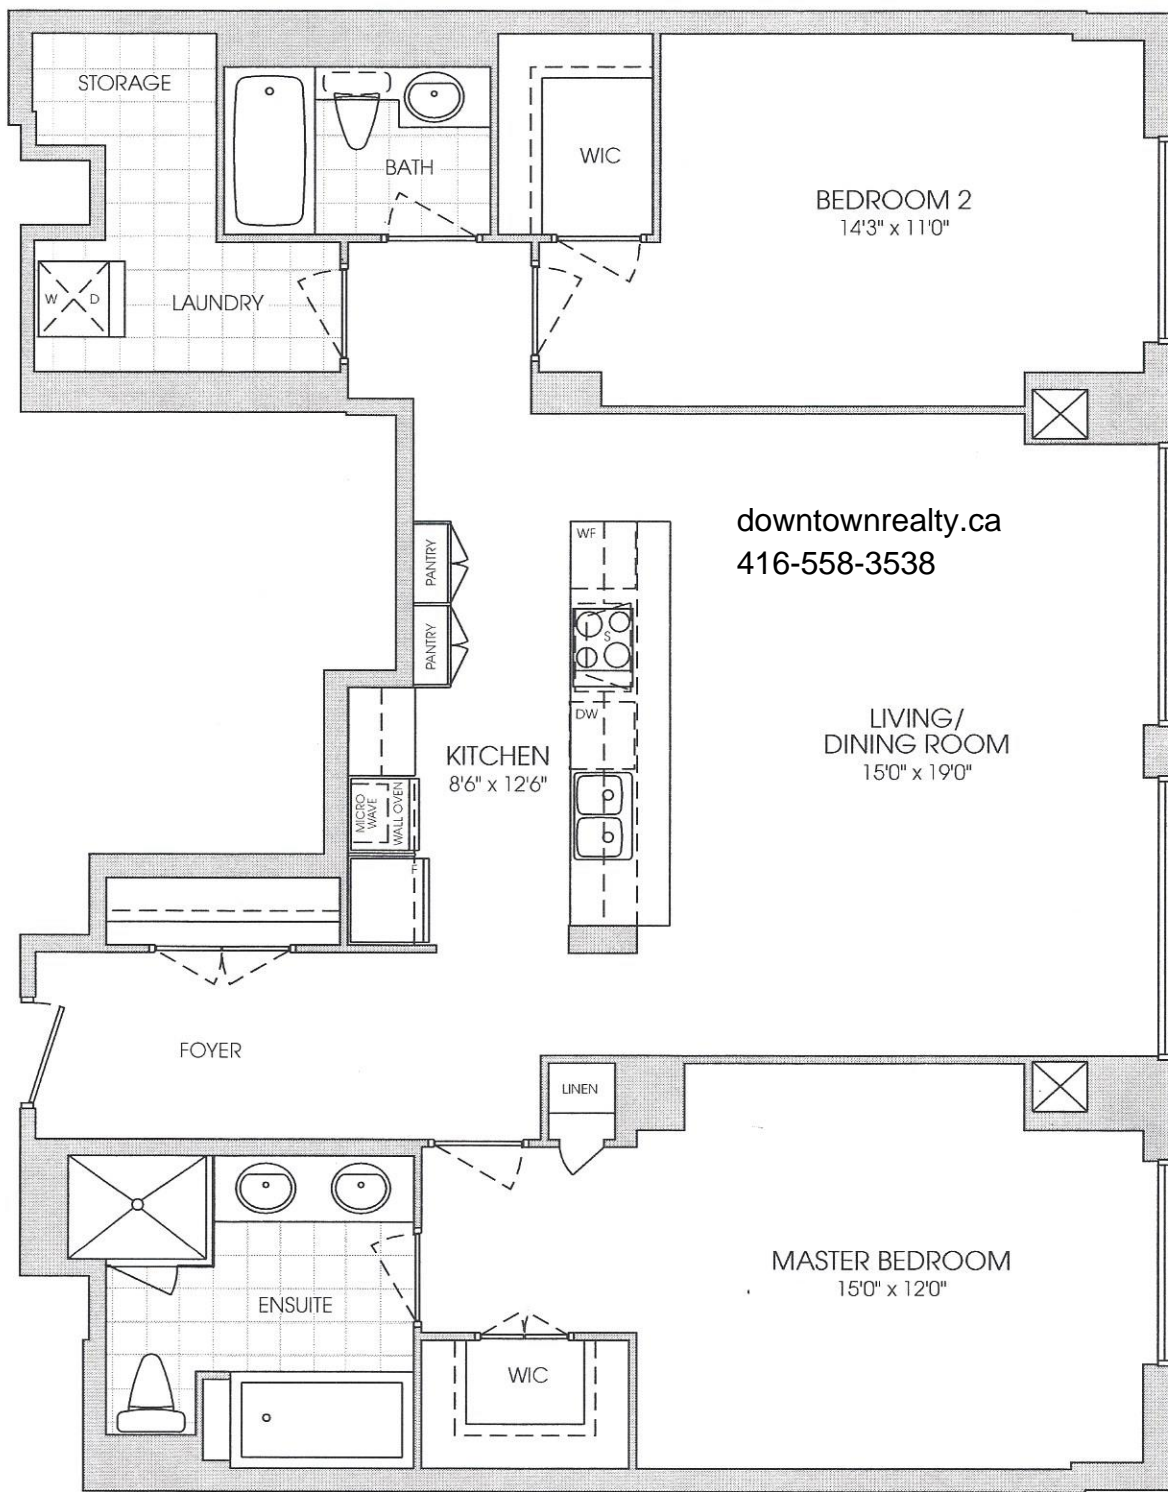 STORAGE
BATH
WIC
BEDROOM 2
14'3" x 11'0"
W D
LAUNDRY
downtownrealty.ca
416-558-3538
WF
PANTRY
S
PANTRY
DW
LIVING/
DINING ROOM
15'0" x 19'0"
KITCHEN
8'6" x 12'6"
MICRO
WAVE
WALL OVEN
F
FOYER
LINEN
MASTER BEDROOM
15'0" x 12'0"
ENSUITE
WIC